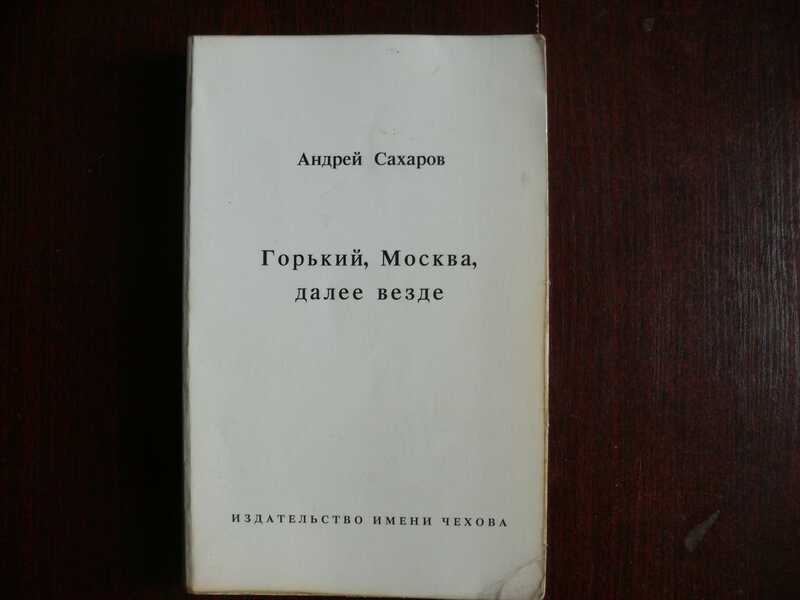 Андрей Сахаров
Горький, Москва,
далее везде
ИЗДАТЕЛЬСТВО ИМЕНИ ЧЕХОВА